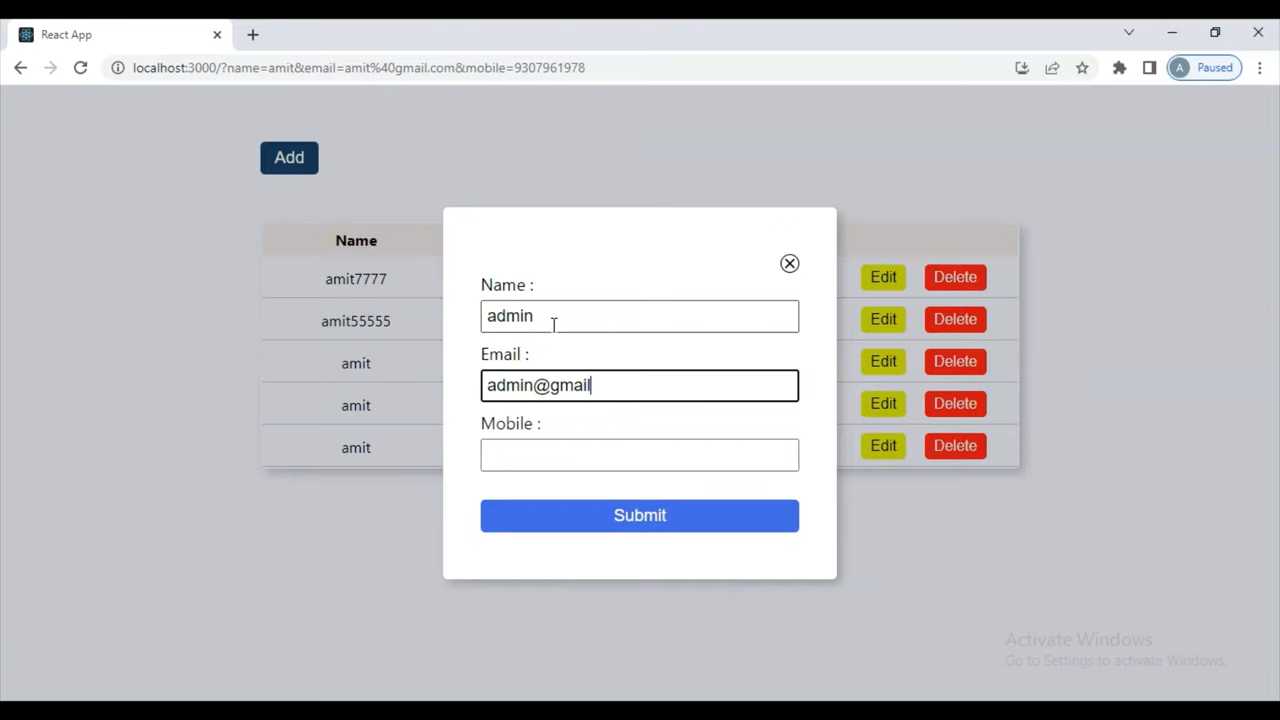 React App
localhost:3000/?name=amit&email=amit%40gmail.com&mobile=9307961978
A Paused
Add
Name
amit7777 Edit Delete
amit55555 Edit Delete
amit Edit Delete
amit Edit Delete
amit Edit Delete
Name :
admin
Email :
admin@gmail
Mobile :
Submit
Activate Windows
Go to Settings to activate Windows.